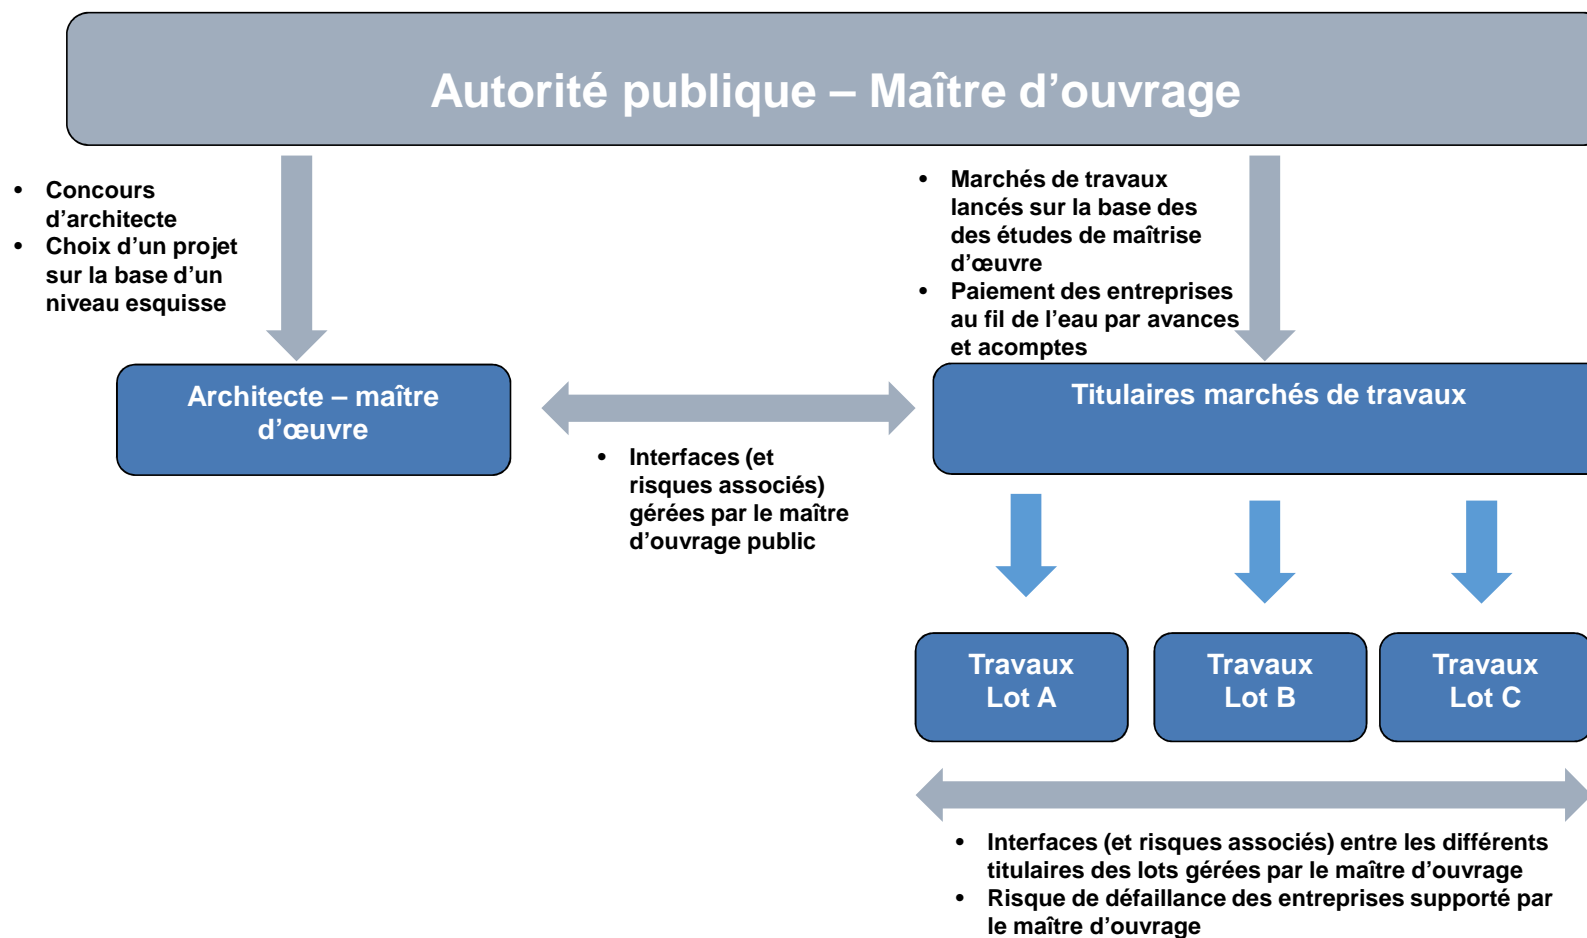 Autorité publique – Maître d’ouvrage
• Concours
d’architecte
• Choix d’un projet
sur la base d’un
niveau esquisse
• Marchés de travaux
lancés sur la base des
des études de maîtrise
d’œuvre
• Paiement des entreprises
au fil de l’eau par avances
et acomptes
Architecte – maître
d’œuvre
Titulaires marchés de travaux
• Interfaces (et
risques associés)
gérées par le maître
d’ouvrage public
Travaux
Lot A
Travaux
Lot B
Travaux
Lot C
• Interfaces (et risques associés) entre les différents
titulaires des lots gérées par le maître d’ouvrage
• Risque de défaillance des entreprises supporté par
le maître d’ouvrage